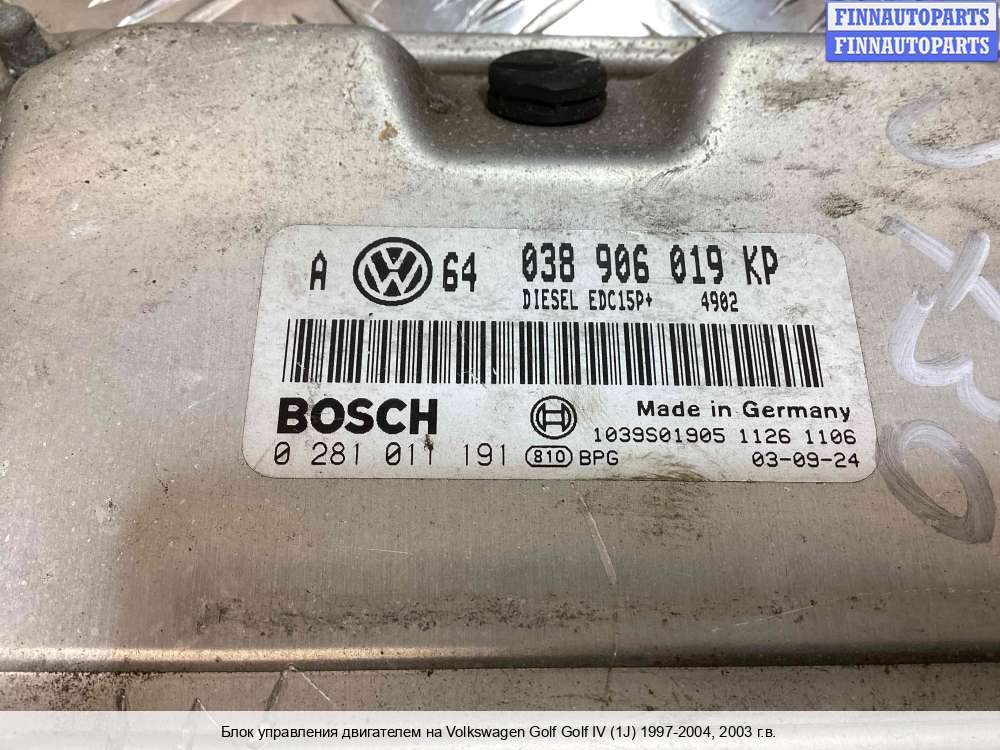 FINNAUTOPARTS
FINNAUTOPARTS
A 64 038 906 019 KP
DIESEL EDC15P+ 4902
BOSCH
Made in Germany
1039S01905 1126 1106
0 281 011 191 810 BPG 03-09-24
Блок управления двигателем на Volkswagen Golf Golf IV (1J) 1997-2004, 2003 г.в.